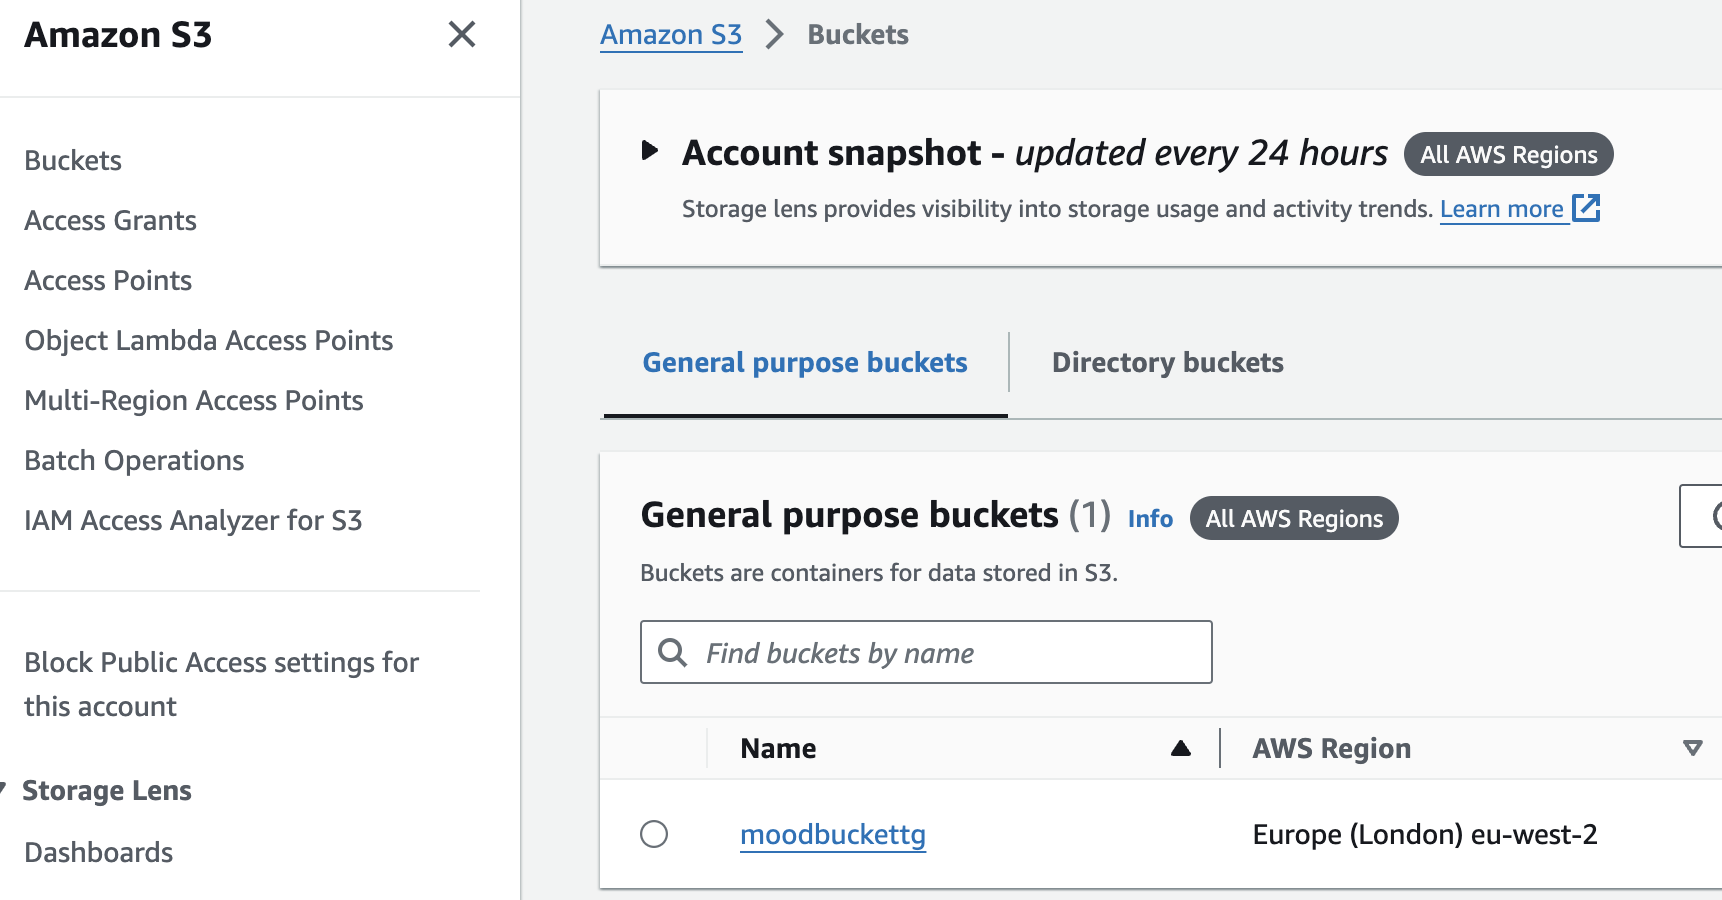 Amazon S3
Buckets
Access Grants
Access Points
Object Lambda Access Points
Multi-Region Access Points
Batch Operations
IAM Access Analyzer for S3
Block Public Access settings for
this account
Storage Lens
Dashboards
Amazon S3 Buckets
Account snapshot - updated every 24 hours All AWS Regions
Storage lens provides visibility into storage usage and activity trends. Learn more
General purpose buckets Directory buckets
General purpose buckets (1) Info All AWS Regions
Buckets are containers for data stored in S3.
Find buckets by name
Name AWS Region
moodbuckettg Europe (London) eu-west-2